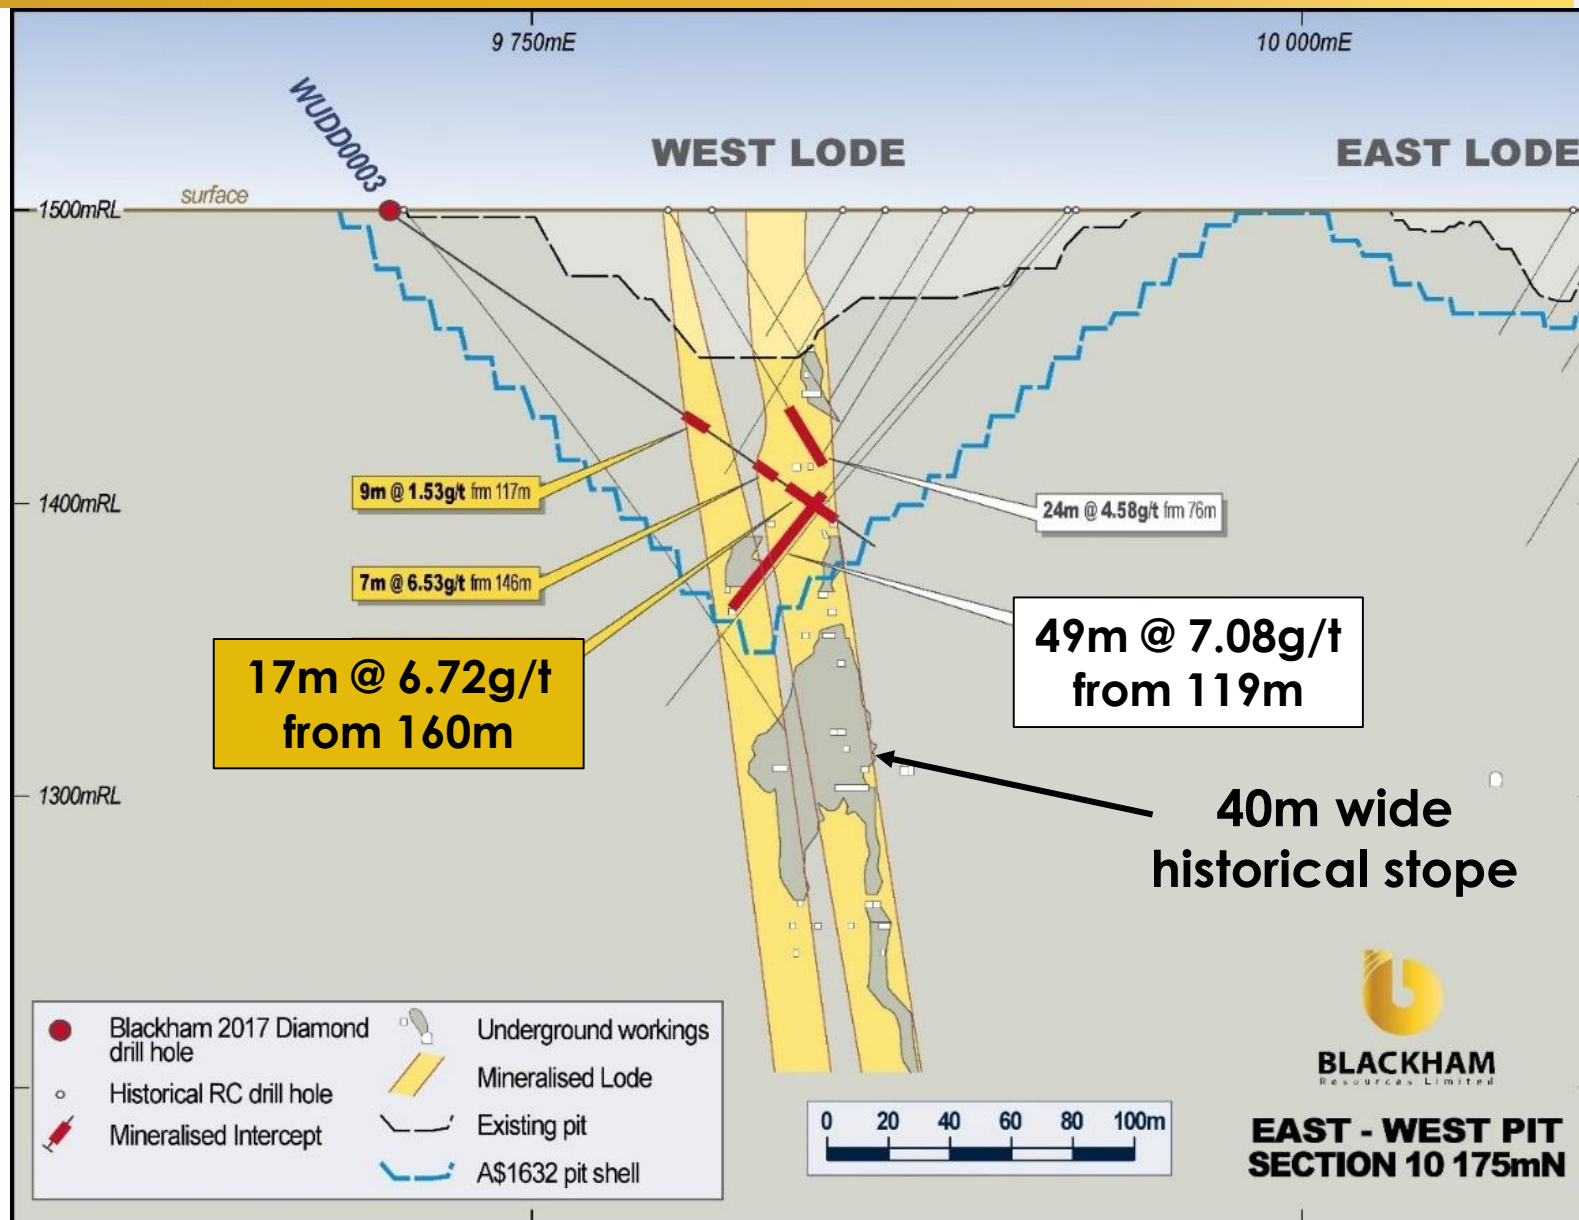 9 750mE
10 000mE
WUDD0003
WEST LODE
EAST LODE
surface
1500mRL
9m @ 1.53g/t frm 117m
1400mRL
24m @ 4.58g/t frm 76m
7m @ 6.53g/t frm 146m
17m @ 6.72g/t
from 160m
49m @ 7.08g/t
from 119m
1300mRL
40m wide
historical stope
Blackham 2017 Diamond
drill hole
Historical RC drill hole
Mineralised Intercept
Underground workings
Mineralised Lode
Existing pit
A$1632 pit shell
0 20 40 60 80 100m
b
BLACKHAM
Resources Limited
EAST - WEST PIT
SECTION 10 175mN